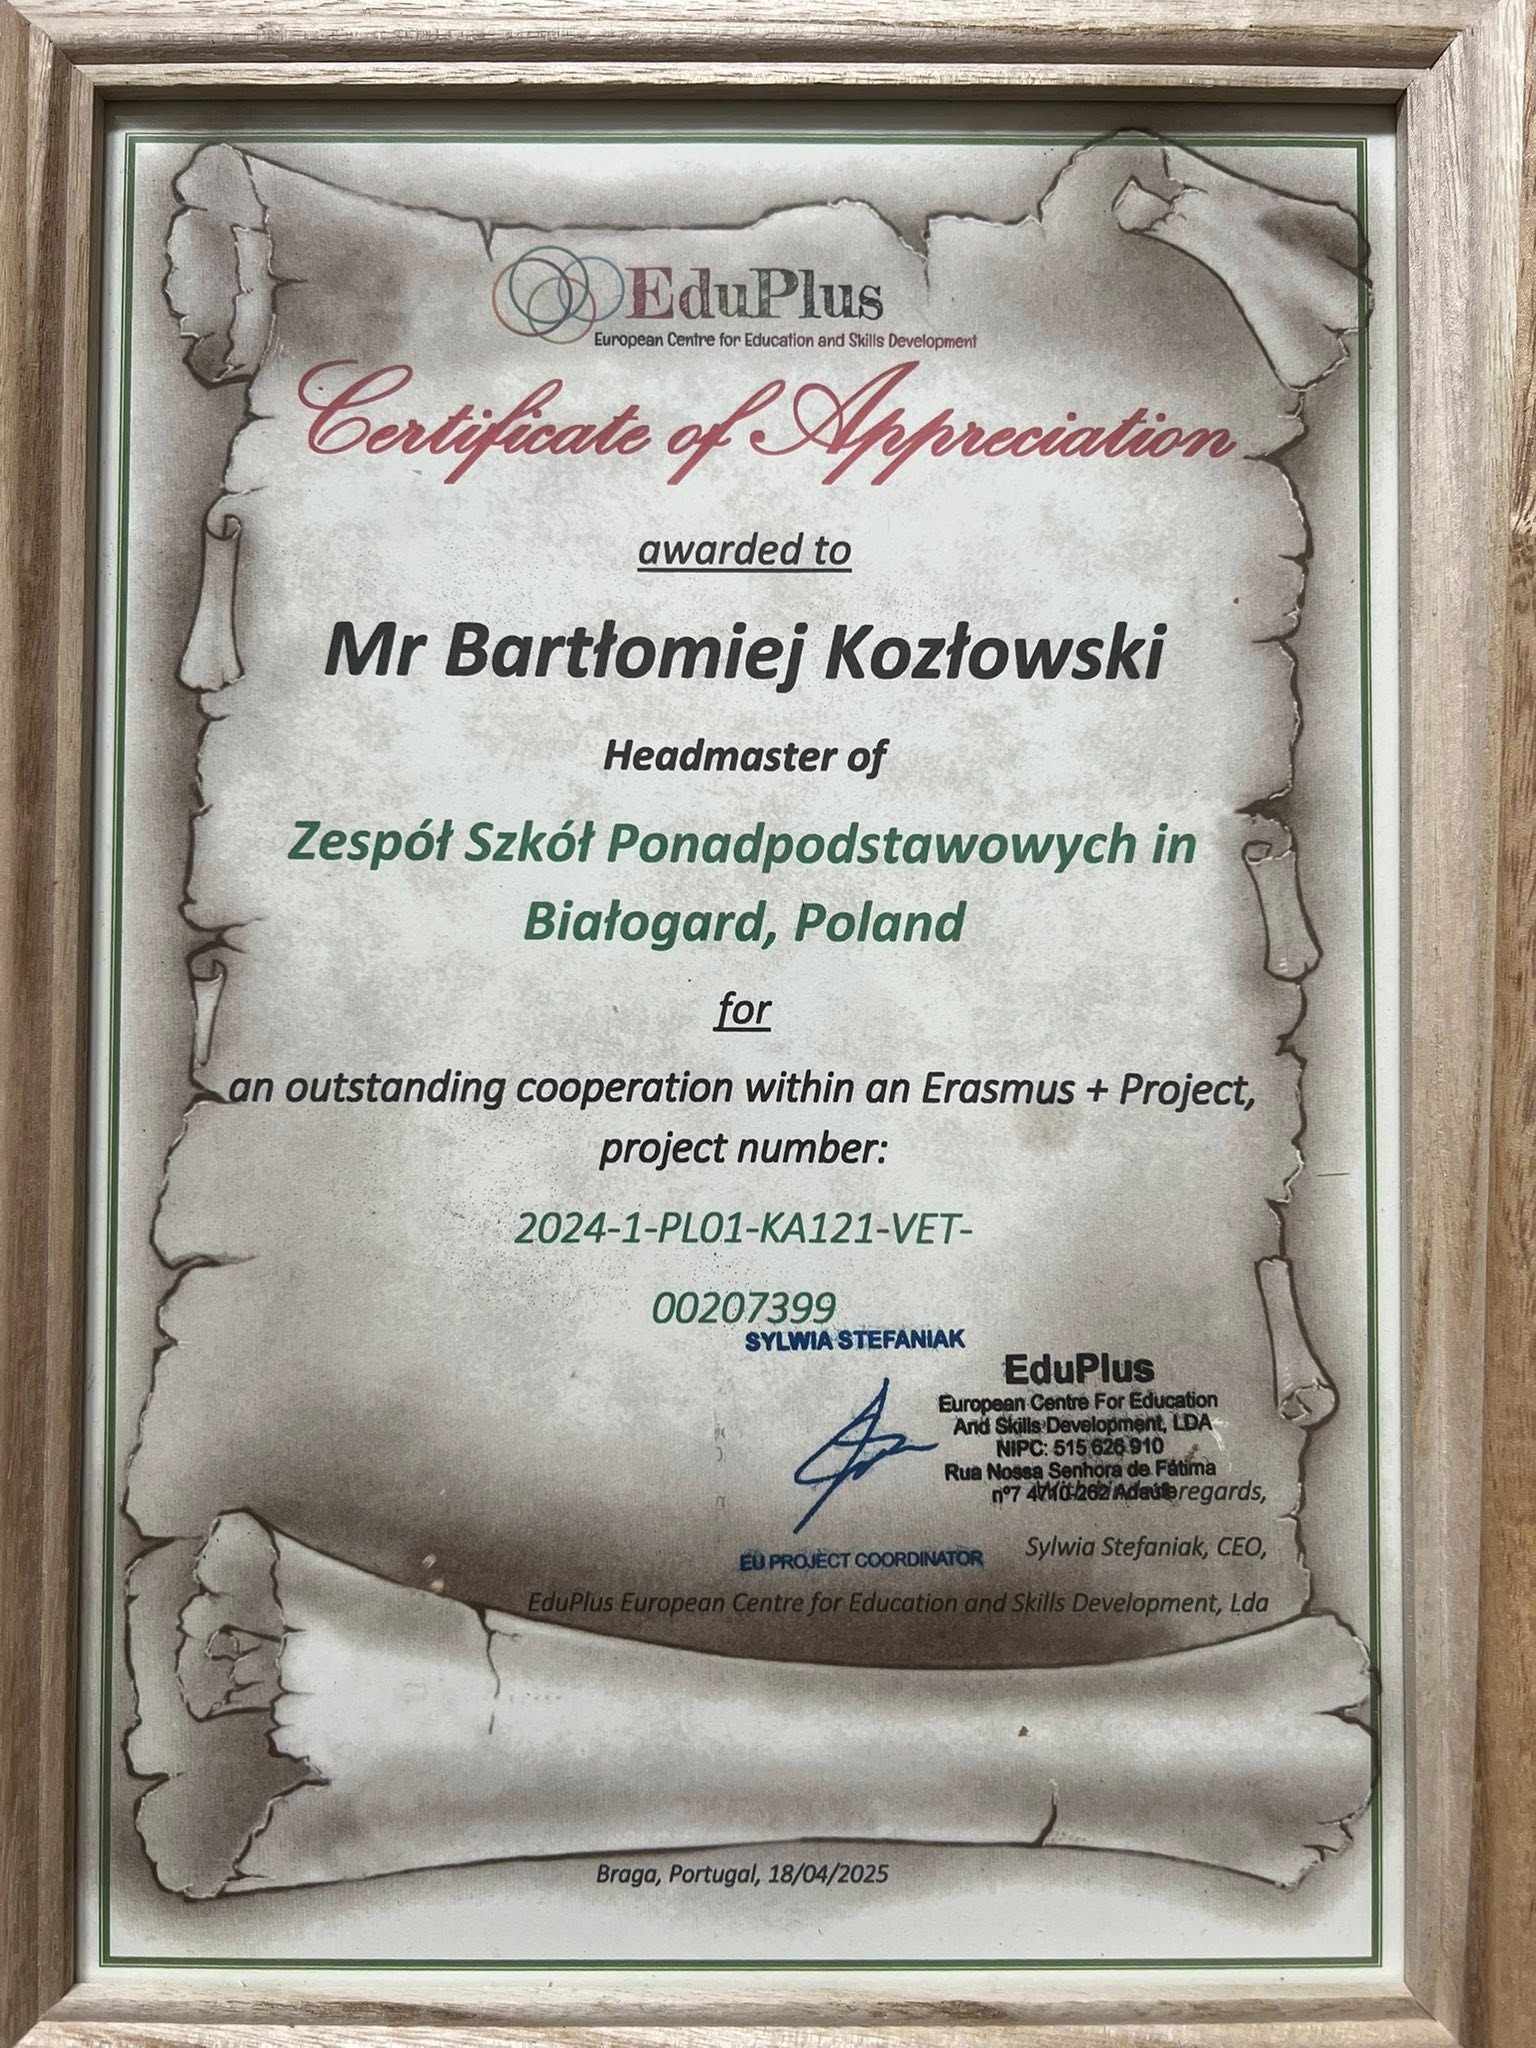 EduPlus
European Centre for Education and Skills Development
Certificate of Appreciation
awarded to
Mr Bartłomiej Kozłowski
Headmaster of
Zespół Szkół Ponadpodstawowych in
Białogard, Poland
for
an outstanding cooperation within an Erasmus + Project,
project number:
2024-1-PL01-KA121-VET-
00207399
SYLWIA STEFANIAK
EduPlus
European Centre For Education
And Skills Development, LDA
NIPC: 515 626 910
Rua Nossa Senhora de Fátima
nº7 4710-262 Adaúfe
regards,
EU PROJECT COORDINATOR
Sylwia Stefaniak, CEO,
EduPlus European Centre for Education and Skills Development, Lda
Braga, Portugal, 18/04/2025